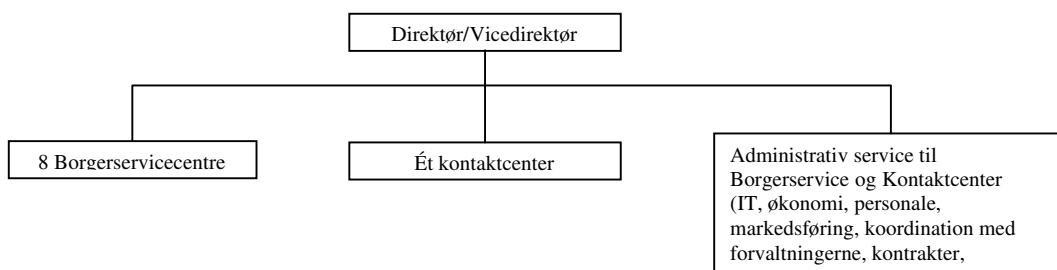 Direktør/Vicedirektør
8 Borgerservicecentre
Ét kontaktcenter
Administrativ service til
Borgerservice og Kontaktcenter
(IT, økonomi, personale,
markedsføring, koordination med
forvaltningerne, kontrakter,